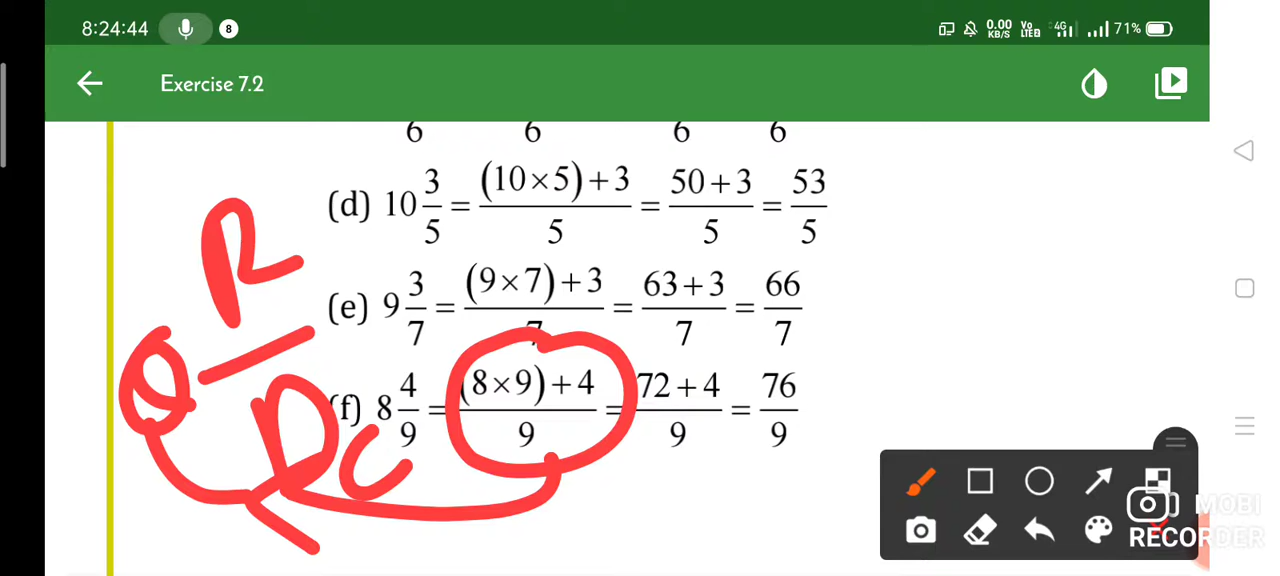 8:24:44 8 0.00 KB/S Vo LTE2 4G 71%
Exercise 7.2
6 6 6 6
(d) 10 3/5 = (10×5)+3/5 = 50+3/5 = 53/5
(e) 9 3/7 = (9×7)+3/7 = 63+3/7 = 66/7
(f) 8 4/9 = (8×9)+4/9 = 72+4/9 = 76/9
R
Q
D
MOBI
RECORDER